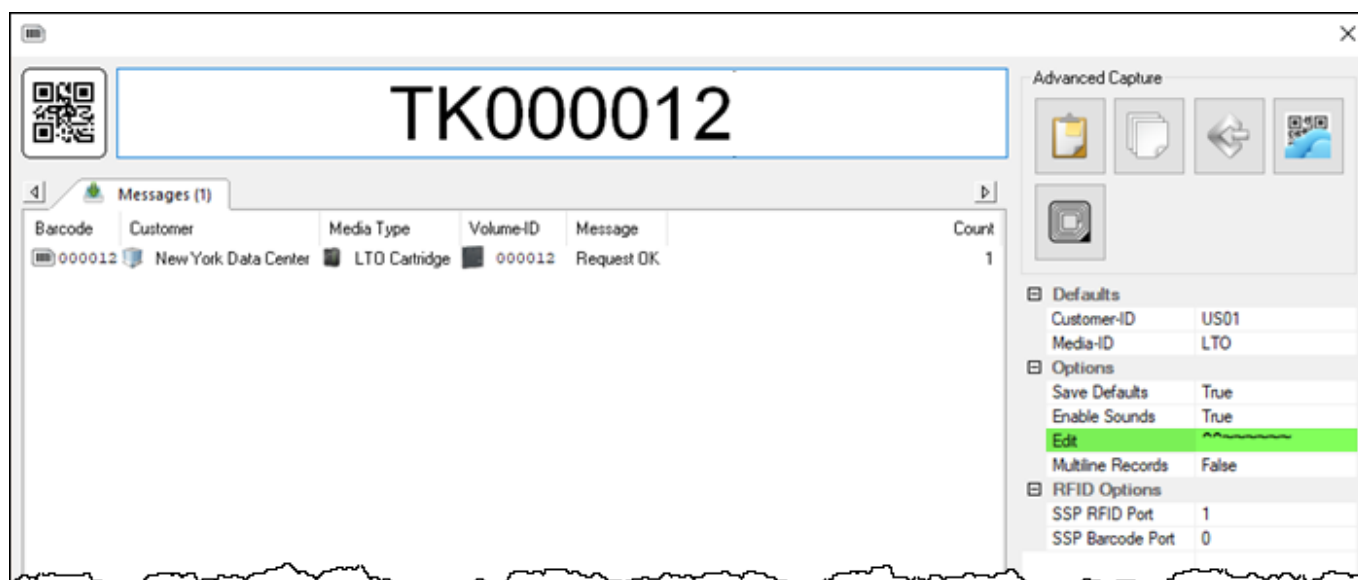 TK000012
Advanced Capture
Messages (1)
Barcode Customer Media Type Volume-ID Message Count
000012 New York Data Center LTO Cartridge 000012 Request OK 1
Defaults
Customer-ID US01
Media-ID LTO
Options
Save Defaults True
Enable Sounds True
Edit ^^~~~~~~
Multiline Records False
RFID Options
SSP RFID Port 1
SSP Barcode Port 0